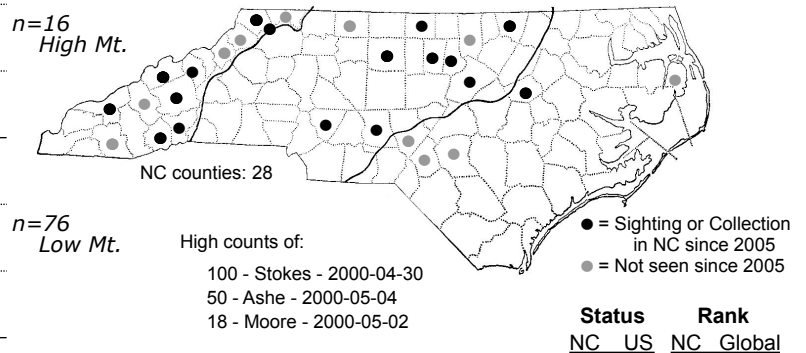 n=16
High Mt.
NC counties: 28
n=76
Low Mt.
High counts of:
100 - Stokes - 2000-04-30
50 - Ashe - 2000-05-04
18 - Moore - 2000-05-02
= Sighting or Collection
in NC since 2005
= Not seen since 2005
Status Rank
NC US NC Global